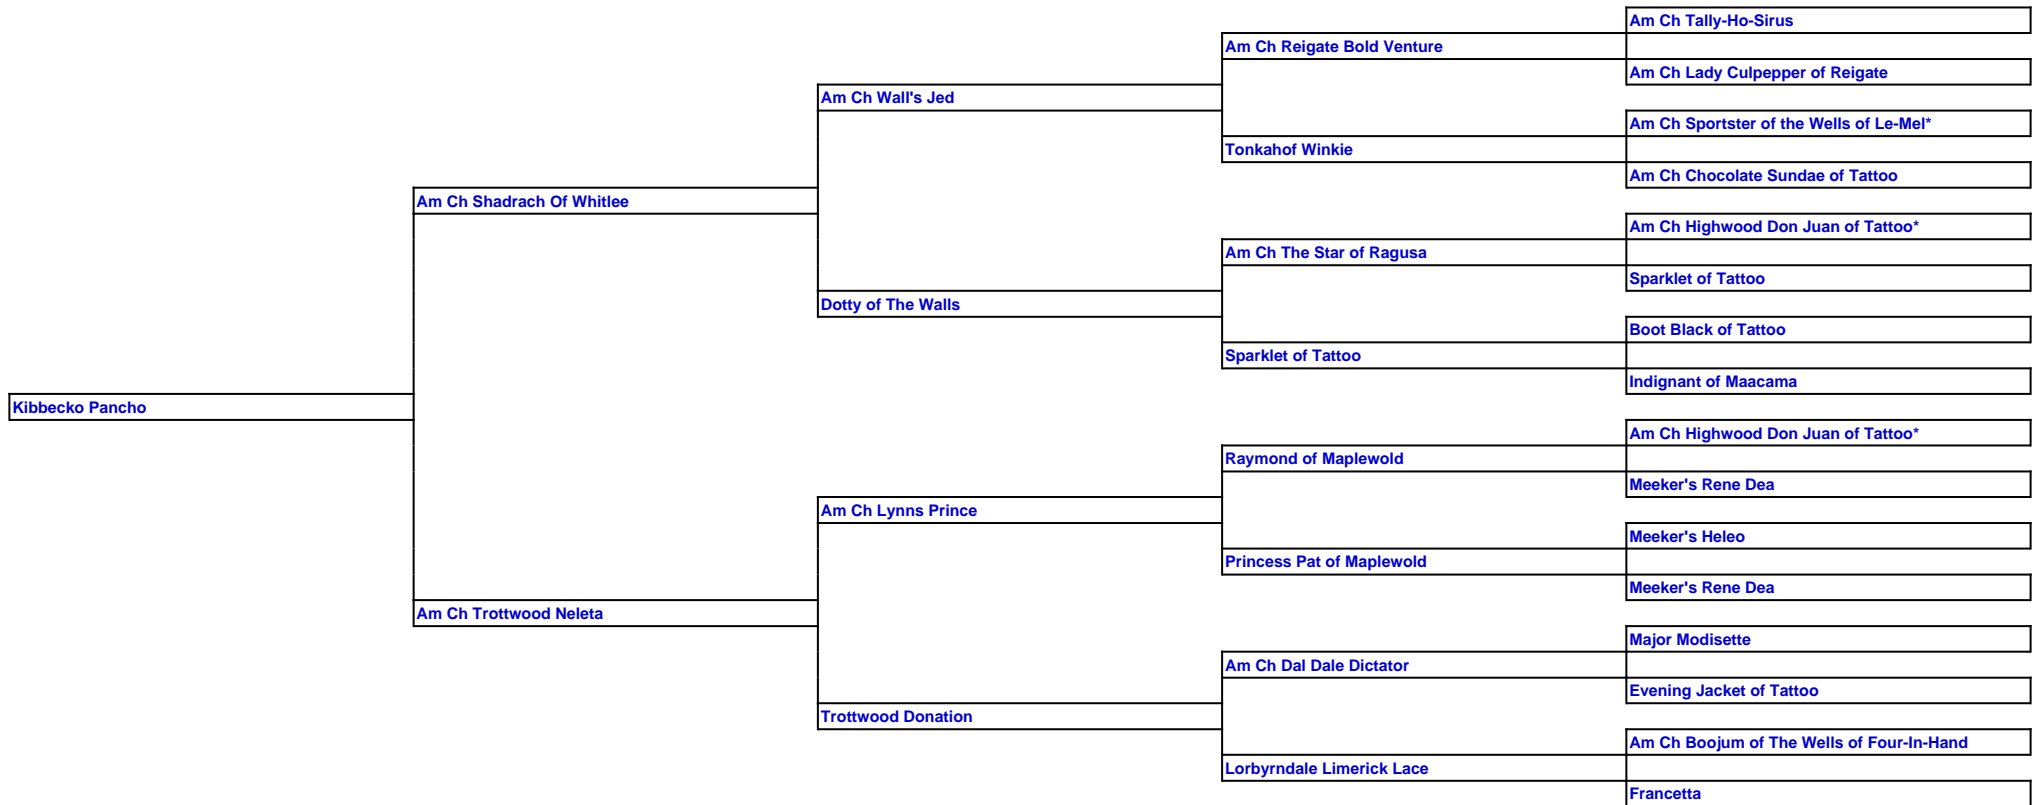 Am Ch Tally-Ho-Sirus
Am Ch Reigate Bold Venture
Am Ch Lady Culpepper of Reigate
Am Ch Wall's Jed
Am Ch Sportster of the Wells of Le-Mel*
Tonkahof Winkie
Am Ch Chocolate Sundae of Tattoo
Am Ch Shadrach Of Whitlee
Am Ch Highwood Don Juan of Tattoo*
Am Ch The Star of Ragusa
Sparklet of Tattoo
Dotty of The Walls
Boot Black of Tattoo
Sparklet of Tattoo
Indignant of Maacama
Kibbecko Pancho
Am Ch Highwood Don Juan of Tattoo*
Raymond of Maplewold
Meeker's Rene Dea
Am Ch Lynns Prince
Meeker's Heleo
Princess Pat of Maplewold
Meeker's Rene Dea
Am Ch Trottwood Neleta
Major Modisette
Am Ch Dal Dale Dictator
Evening Jacket of Tattoo
Trottwood Donation
Am Ch Boojum of The Wells of Four-In-Hand
Lorbyrndale Limerick Lace
Francetta